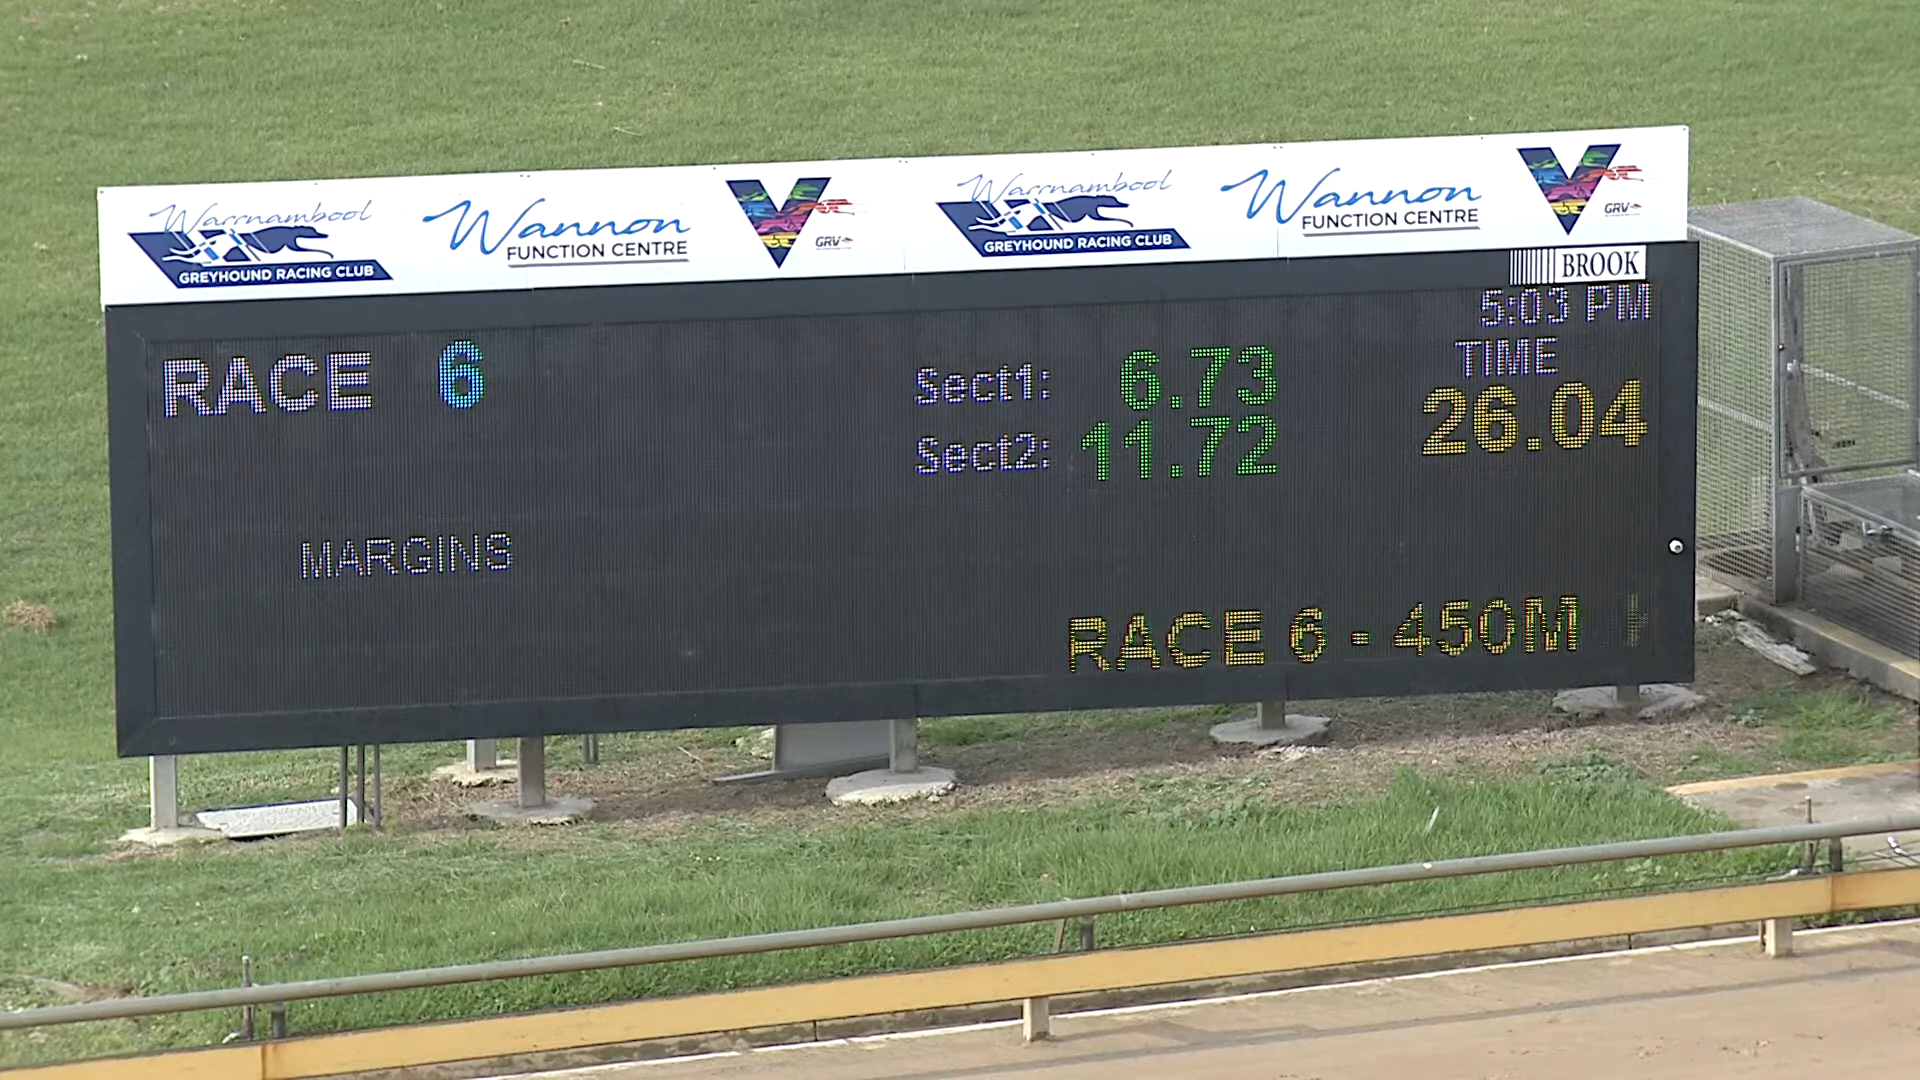 Warrnambool
GREYHOUND RACING CLUB
Wannon
FUNCTION CENTRE
V
GRV
Warrnambool
GREYHOUND RACING CLUB
Wannon
FUNCTION CENTRE
V
GRV
BROOK
5:03 PM
RACE 6
Sect1: 6.73
TIME
Sect2: 11.72
26.04
MARGINS
RACE 6 - 450M